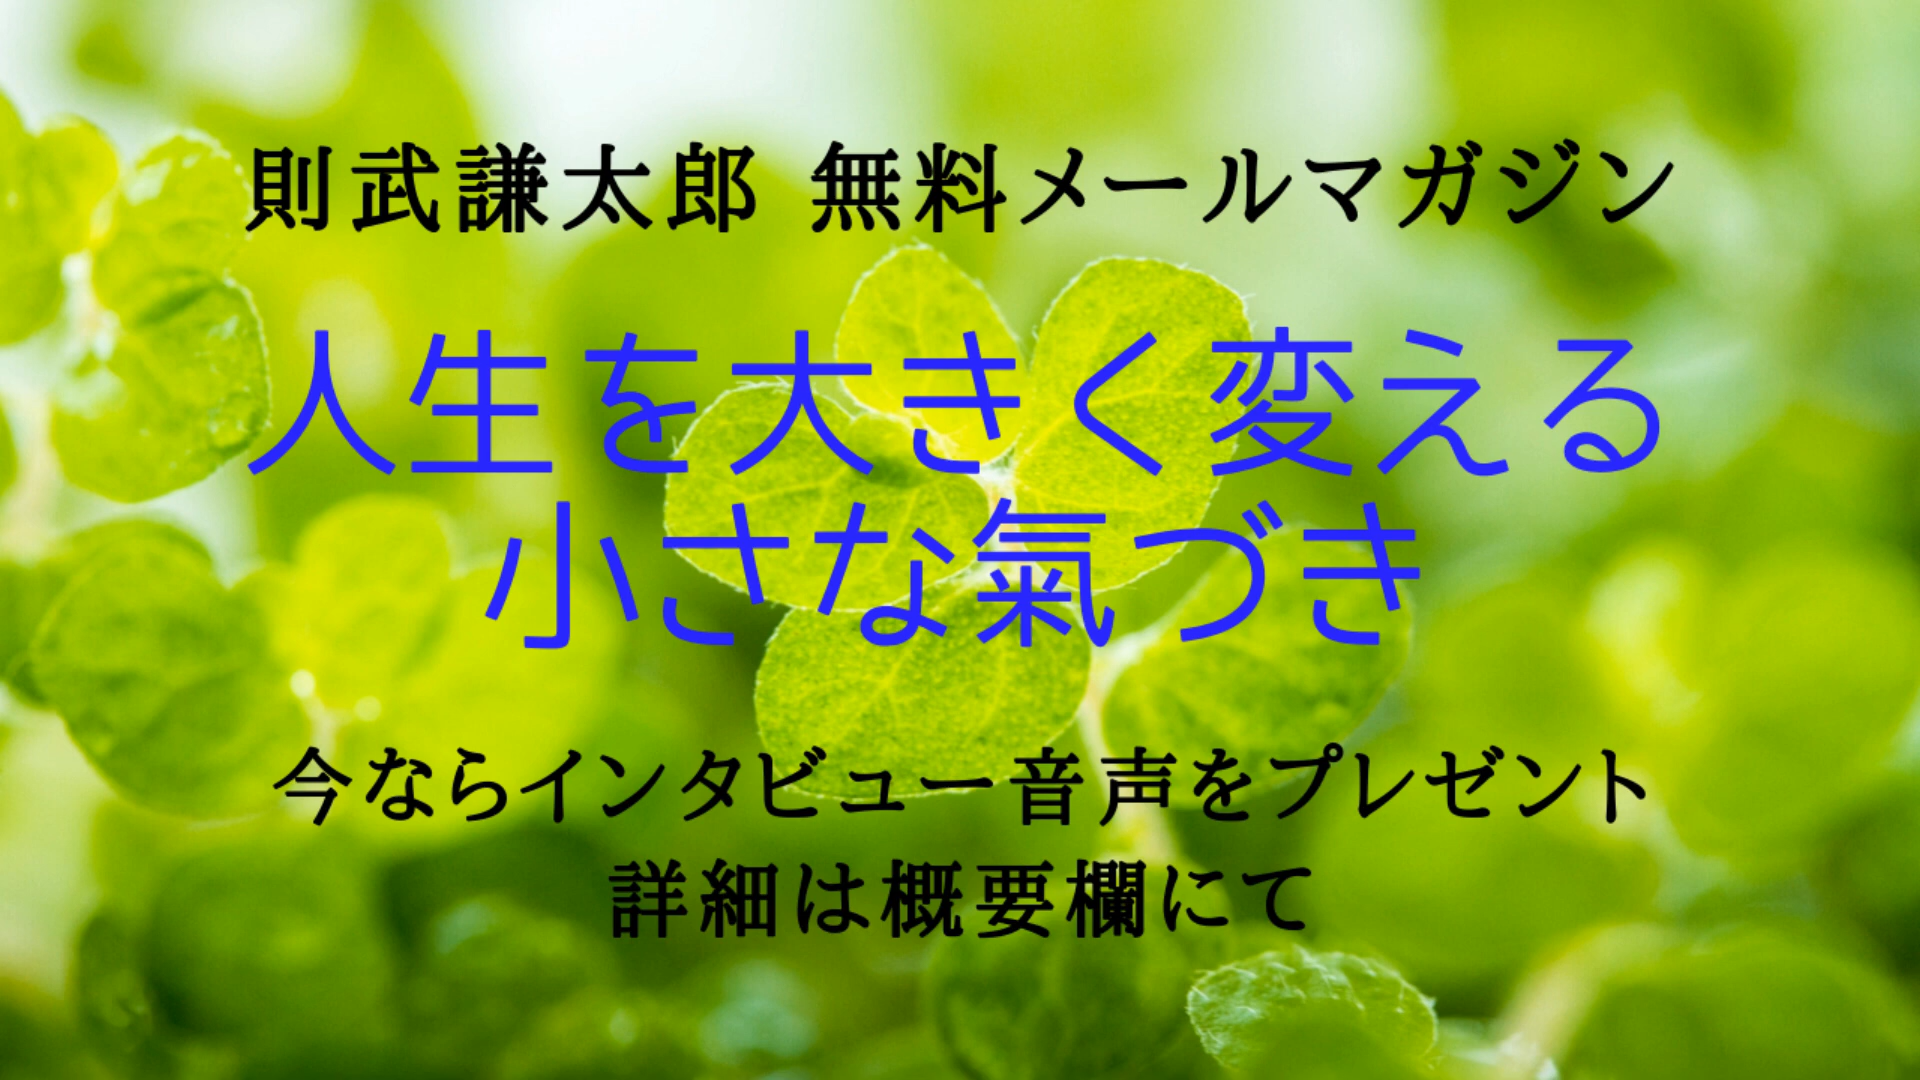 則武謙太郎 無料メールマガジン
人生を大きく変える
小さな氣づき
今ならインタビュー音声をプレゼント
詳細は概要欄にて